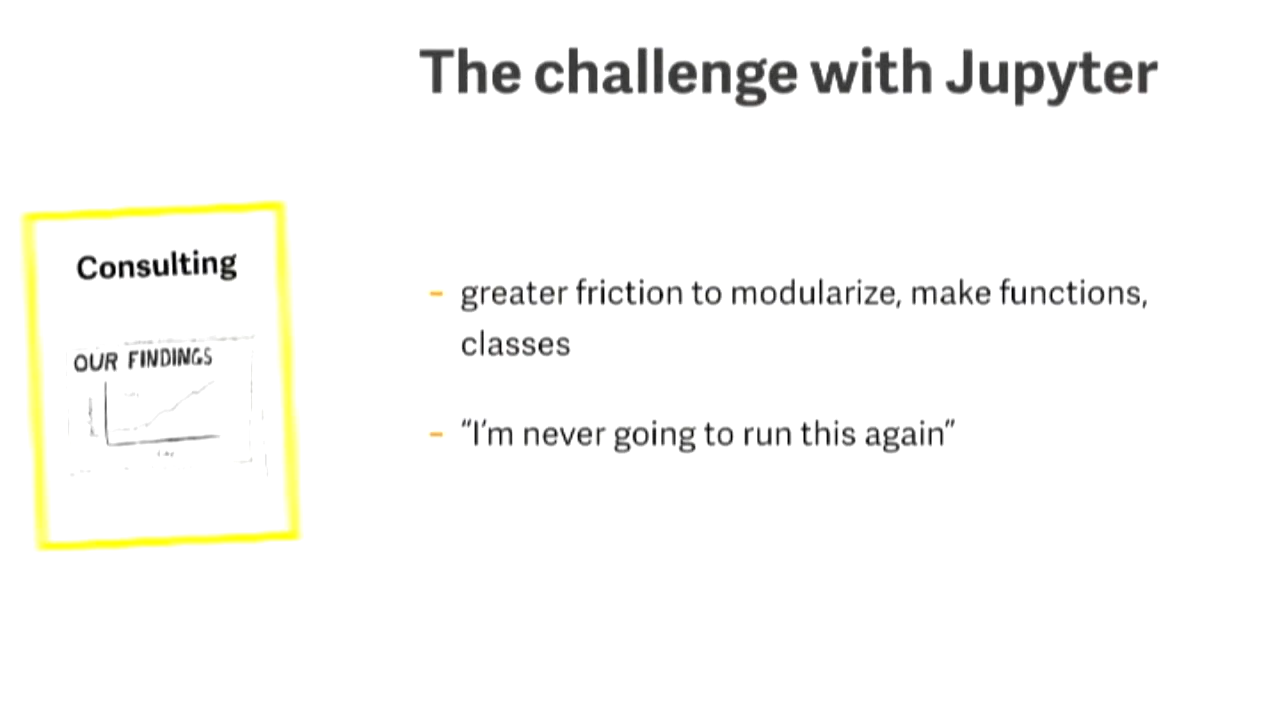 The challenge with Jupyter
Consulting
OUR FINDINGS
- greater friction to modularize, make functions,
classes
- “I’m never going to run this again”